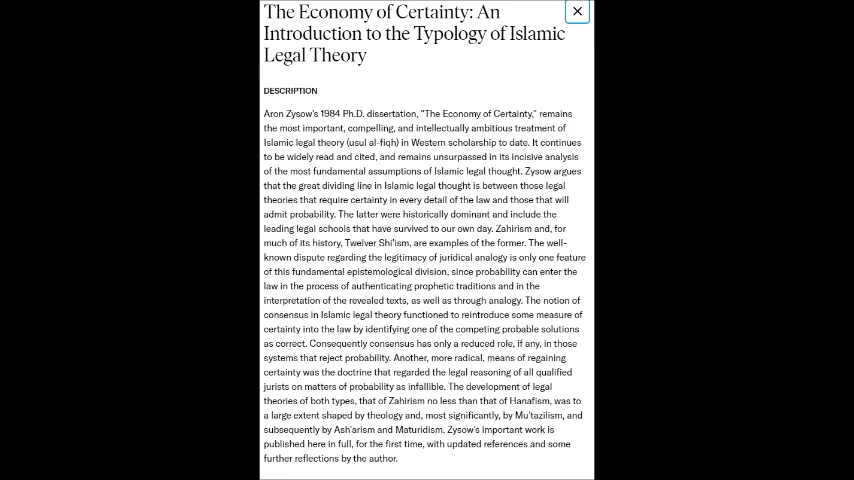 The Economy of Certainty: An
Introduction to the Typology of Islamic
Legal Theory
DESCRIPTION
Aron Zysow's 1984 Ph.D. dissertation, "The Economy of Certainty," remains
the most important, compelling, and intellectually ambitious treatment of
Islamic legal theory (usul al-fiqh) in Western scholarship to date. It continues
to be widely read and cited, and remains unsurpassed in its incisive analysis
of the most fundamental assumptions of Islamic legal thought. Zysow argues
that the great dividing line in Islamic legal thought is between those legal
theories that require certainty in every detail of the law and those that will
admit probability. The latter were historically dominant and include the
leading legal schools that have survived to our own day. Zahirism and, for
much of its history, Twelver Shi'ism, are examples of the former. The well-
known dispute regarding the legitimacy of juridical analogy is only one feature
of this fundamental epistemological division, since probability can enter the
law in the process of authenticating prophetic traditions and in the
interpretation of the revealed texts, as well as through analogy. The notion of
consensus in Islamic legal theory functioned to reintroduce some measure of
certainty into the law by identifying one of the competing probable solutions
as correct. Consequently consensus has only a reduced role, if any, in those
systems that reject probability. Another, more radical, means of regaining
certainty was the doctrine that regarded the legal reasoning of all qualified
jurists on matters of probability as infallible. The development of legal
theories of both types, that of Zahirism no less than that of Hanafism, was to
a large extent shaped by theology and, most significantly, by Mu'tazilism, and
subsequently by Ash'arism and Maturidism. Zysow's important work is
published here in full, for the first time, with updated references and some
further reflections by the author.